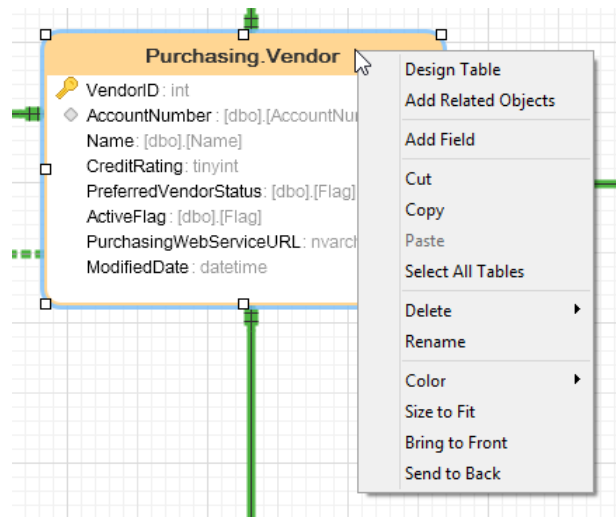 Purchasing.Vendor
VendorID : int
AccountNumber : [dbo].[AccountNu
Name : [dbo].[Name]
CreditRating : tinyint
PreferredVendorStatus : [dbo].[Flag]
ActiveFlag : [dbo].[Flag]
PurchasingWebServiceURL : nvarch
ModifiedDate : datetime
Design Table
Add Related Objects
Add Field
Cut
Copy
Paste
Select All Tables
Delete
Rename
Color
Size to Fit
Bring to Front
Send to Back